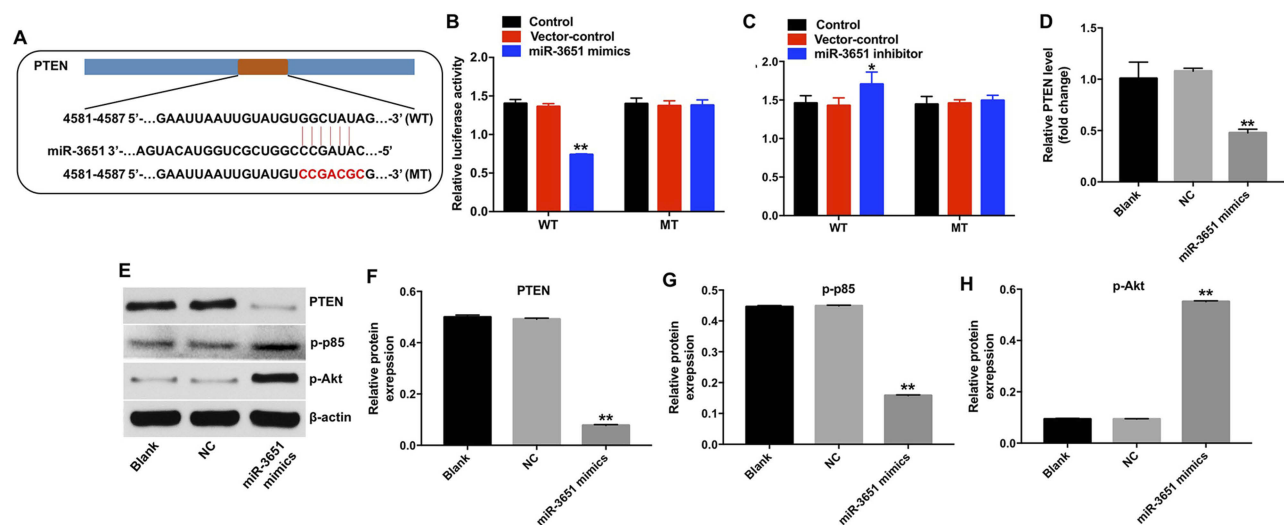 A
PTEN
4581-4587 5’-...GAAUUAAUUGUAUGUGGCUAUAG...-3’ (WT)
miR-3651 3’-...AGUACAUGGUCGCUGGCCCGAUAC...-5’
4581-4587 5’-...GAAUUAAUUGUAUGUCCGACGCG...-3’ (MT)
B
Control
Vector-control
miR-3651 mimics
Relative luciferase activity
2.0
1.5
1.0
0.5
0.0
**
WT
MT
C
Control
Vector-control
miR-3651 inhibitor
2.0
1.5
1.0
0.5
0.0
*
WT
MT
D
Relative PTEN level
(fold change)
1.5
1.0
0.5
0.0
**
Blank
NC
miR-3651 mimics
E
PTEN
p-p85
p-Akt
β-actin
Blank
NC
miR-3651
mimics
F
PTEN
Relative protein
exrepssion
0.6
0.4
0.2
0.0
**
Blank
NC
miR-3651 mimics
G
p-p85
Relative protein
exrepssion
0.5
0.4
0.3
0.2
0.1
0.0
**
Blank
NC
miR-3651 mimics
H
p-Akt
Relative protein
exrepssion
0.6
0.4
0.2
0.0
**
Blank
NC
miR-3651 mimics